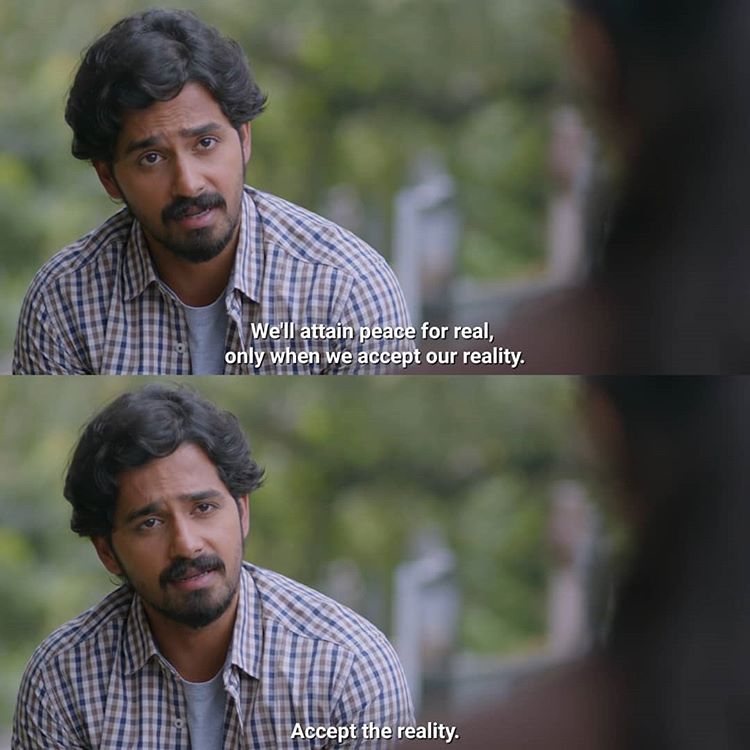 We'll attain peace for real,
only when we accept our reality.
Accept the reality.